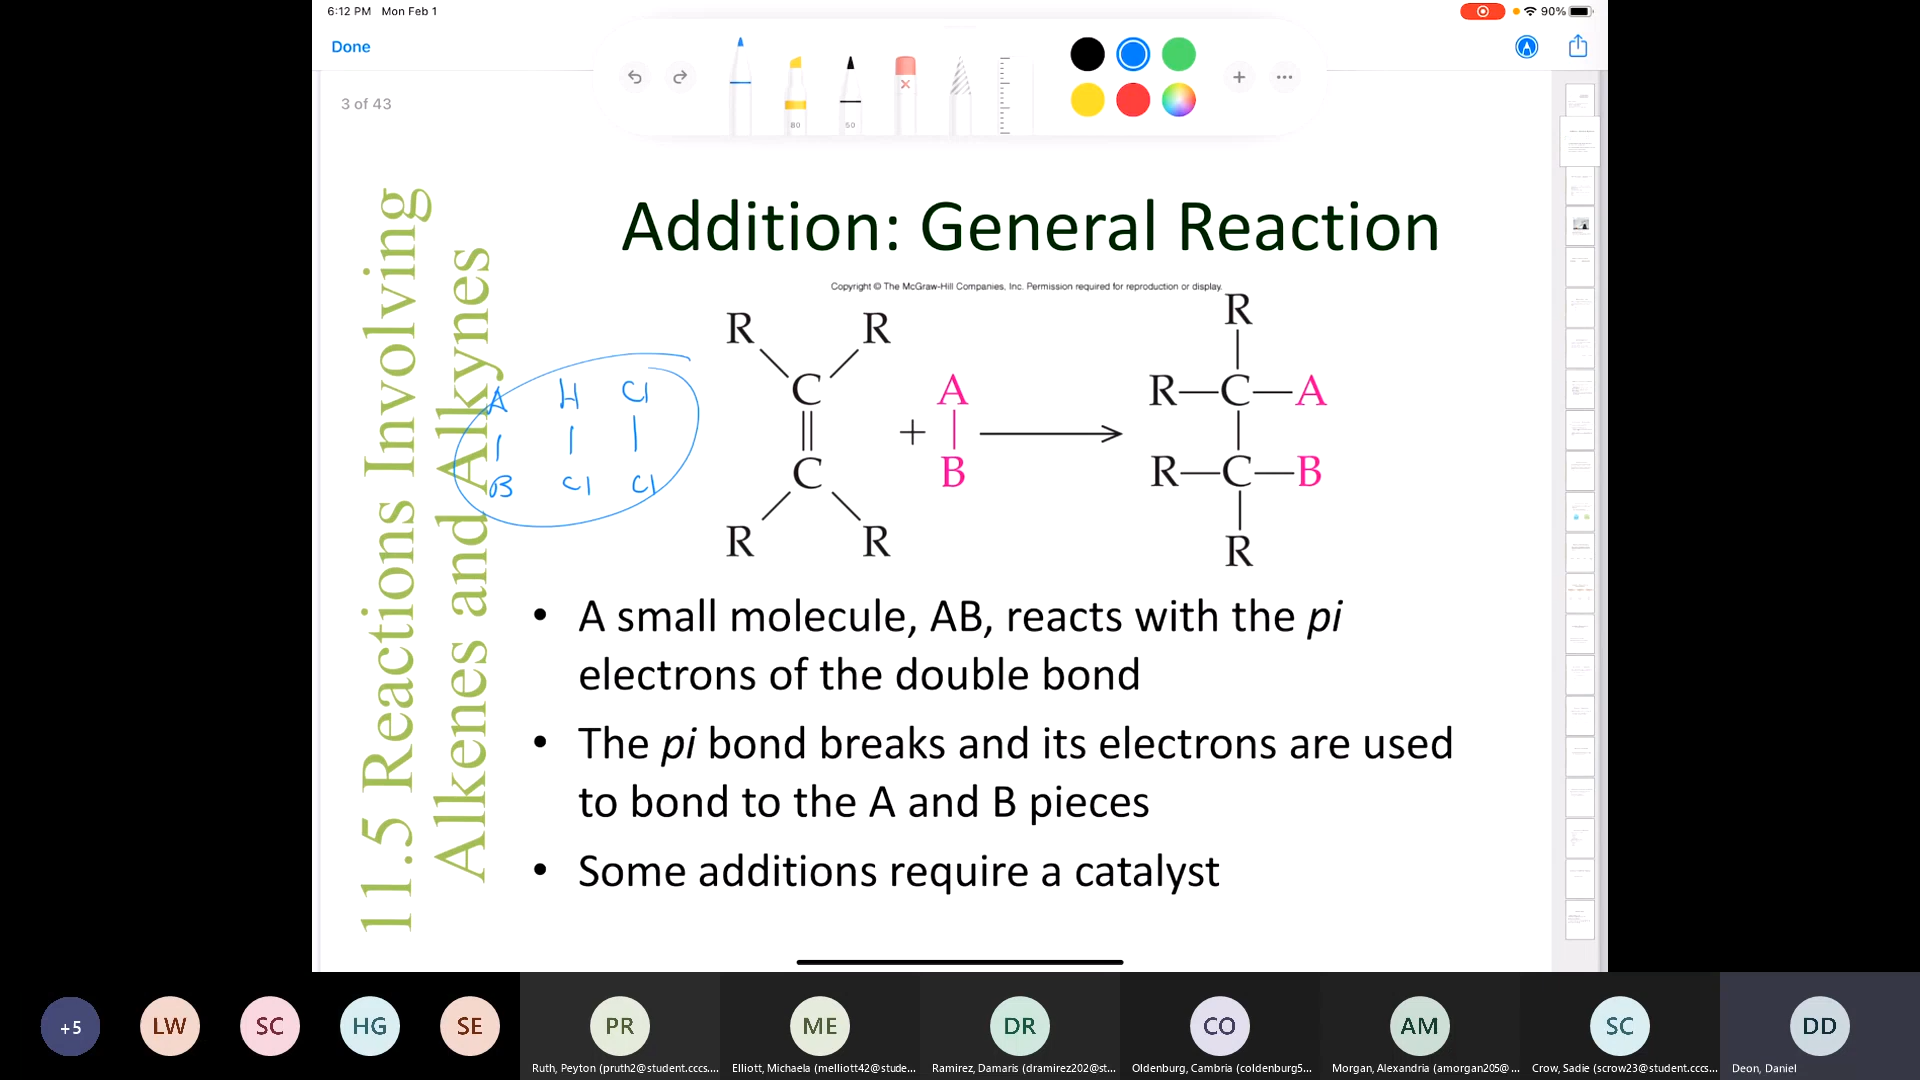 6:12 PM Mon Feb 1
90%
Done
80
50
3 of 43
11.5 Reactions Involving
Alkenes and Alkynes
Addition: General Reaction
Copyright © The McGraw-Hill Companies, Inc. Permission required for reproduction or display.
R R
C
C
R R
+
A
B
R
R—C—A
R—C—B
R
A H Cl
B Cl Cl
• A small molecule, AB, reacts with the pi
electrons of the double bond
• The pi bond breaks and its electrons are used
to bond to the A and B pieces
• Some additions require a catalyst
+5 LW SC HG SE PR ME DR CO AM SC DD
Ruth, Peyton (pruth2@student.cccs....
Elliott, Michaela (melliott42@stude...
Ramirez, Damaris (dramirez202@st...
Oldenburg, Cambria (coldenburg5...
Morgan, Alexandria (amorgan205@...
Crow, Sadie (scrow23@student.cccs...
Deon, Daniel